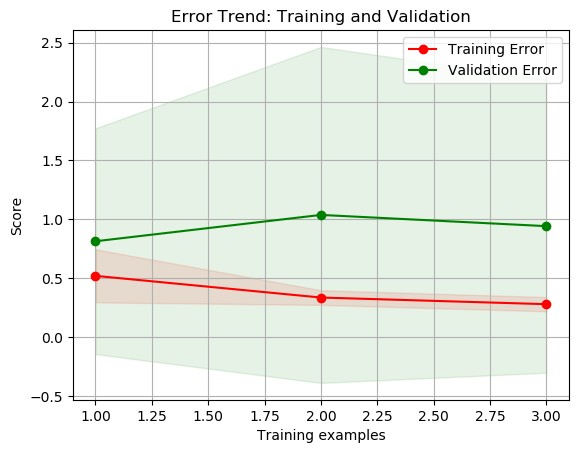 Error Trend: Training and Validation
Training Error
Validation Error
2.5
2.0
1.5
1.0
0.5
0.0
−0.5
Score
1.00 1.25 1.50 1.75 2.00 2.25 2.50 2.75 3.00
Training examples